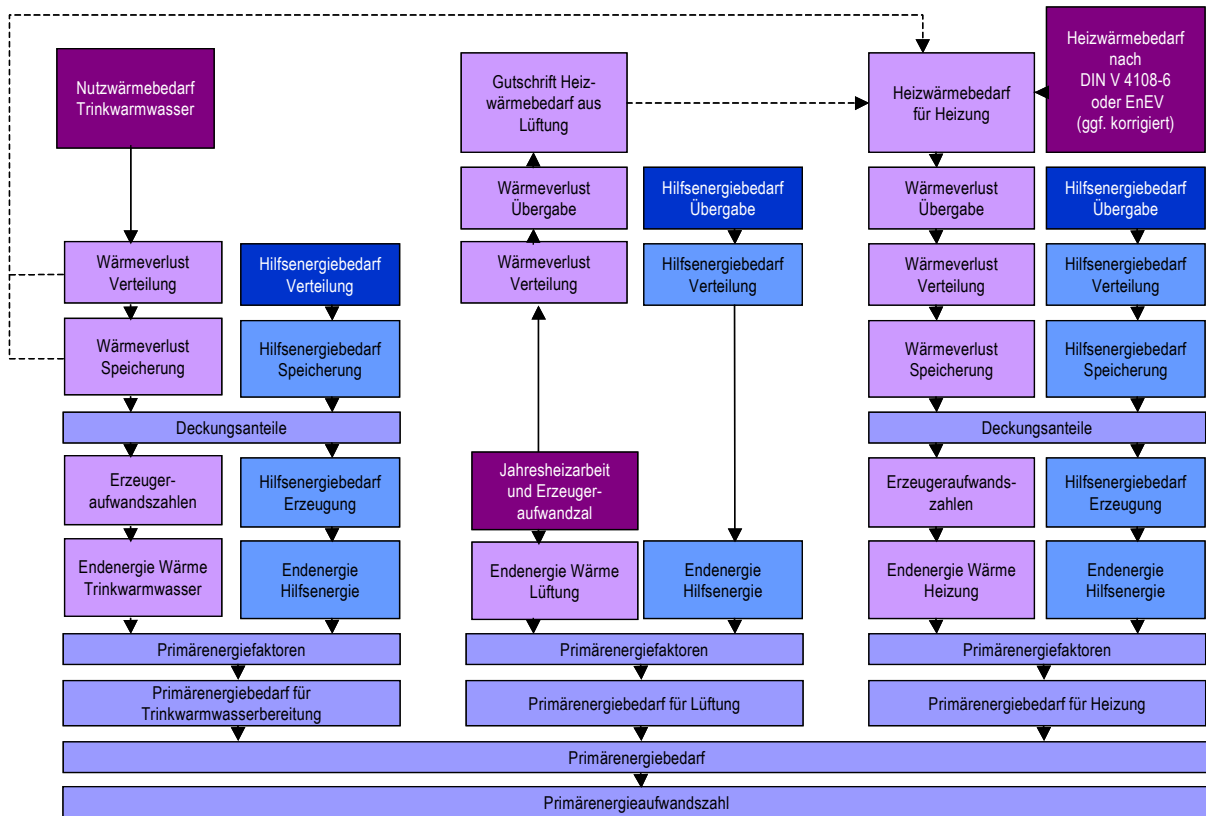 Nutzwärmebedarf
Trinkwarmwasser
Wärmeverlust
Verteilung
Hilfsenergiebedarf
Verteilung
Wärmeverlust
Speicherung
Hilfsenergiebedarf
Speicherung
Deckungsanteile
Erzeuger-
aufwandszahlen
Hilfsenergiebedarf
Erzeugung
Endenergie Wärme
Trinkwarmwasser
Endenergie
Hilfsenergie
Primärenergiefaktoren
Primärenergiebedarf für
Trinkwarmwasserbereitung
Gutschrift Heiz-
wärmebedarf aus
Lüftung
Wärmeverlust
Übergabe
Hilfsenergiebedarf
Übergabe
Wärmeverlust
Verteilung
Hilfsenergiebedarf
Verteilung
Jahresheizarbeit
und Erzeuger-
aufwandzal
Endenergie Wärme
Lüftung
Endenergie
Hilfsenergie
Primärenergiefaktoren
Primärenergiebedarf für Lüftung
Heizwärmebedarf
für Heizung
Heizwärmebedarf
nach
DIN V 4108-6
oder EnEV
(ggf. korrigiert)
Wärmeverlust
Übergabe
Hilfsenergiebedarf
Übergabe
Wärmeverlust
Verteilung
Hilfsenergiebedarf
Verteilung
Wärmeverlust
Speicherung
Hilfsenergiebedarf
Speicherung
Deckungsanteile
Erzeugeraufwands-
zahlen
Hilfsenergiebedarf
Erzeugung
Endenergie Wärme
Heizung
Endenergie
Hilfsenergie
Primärenergiefaktoren
Primärenergiebedarf für Heizung
Primärenergiebedarf
Primärenergieaufwandszahl